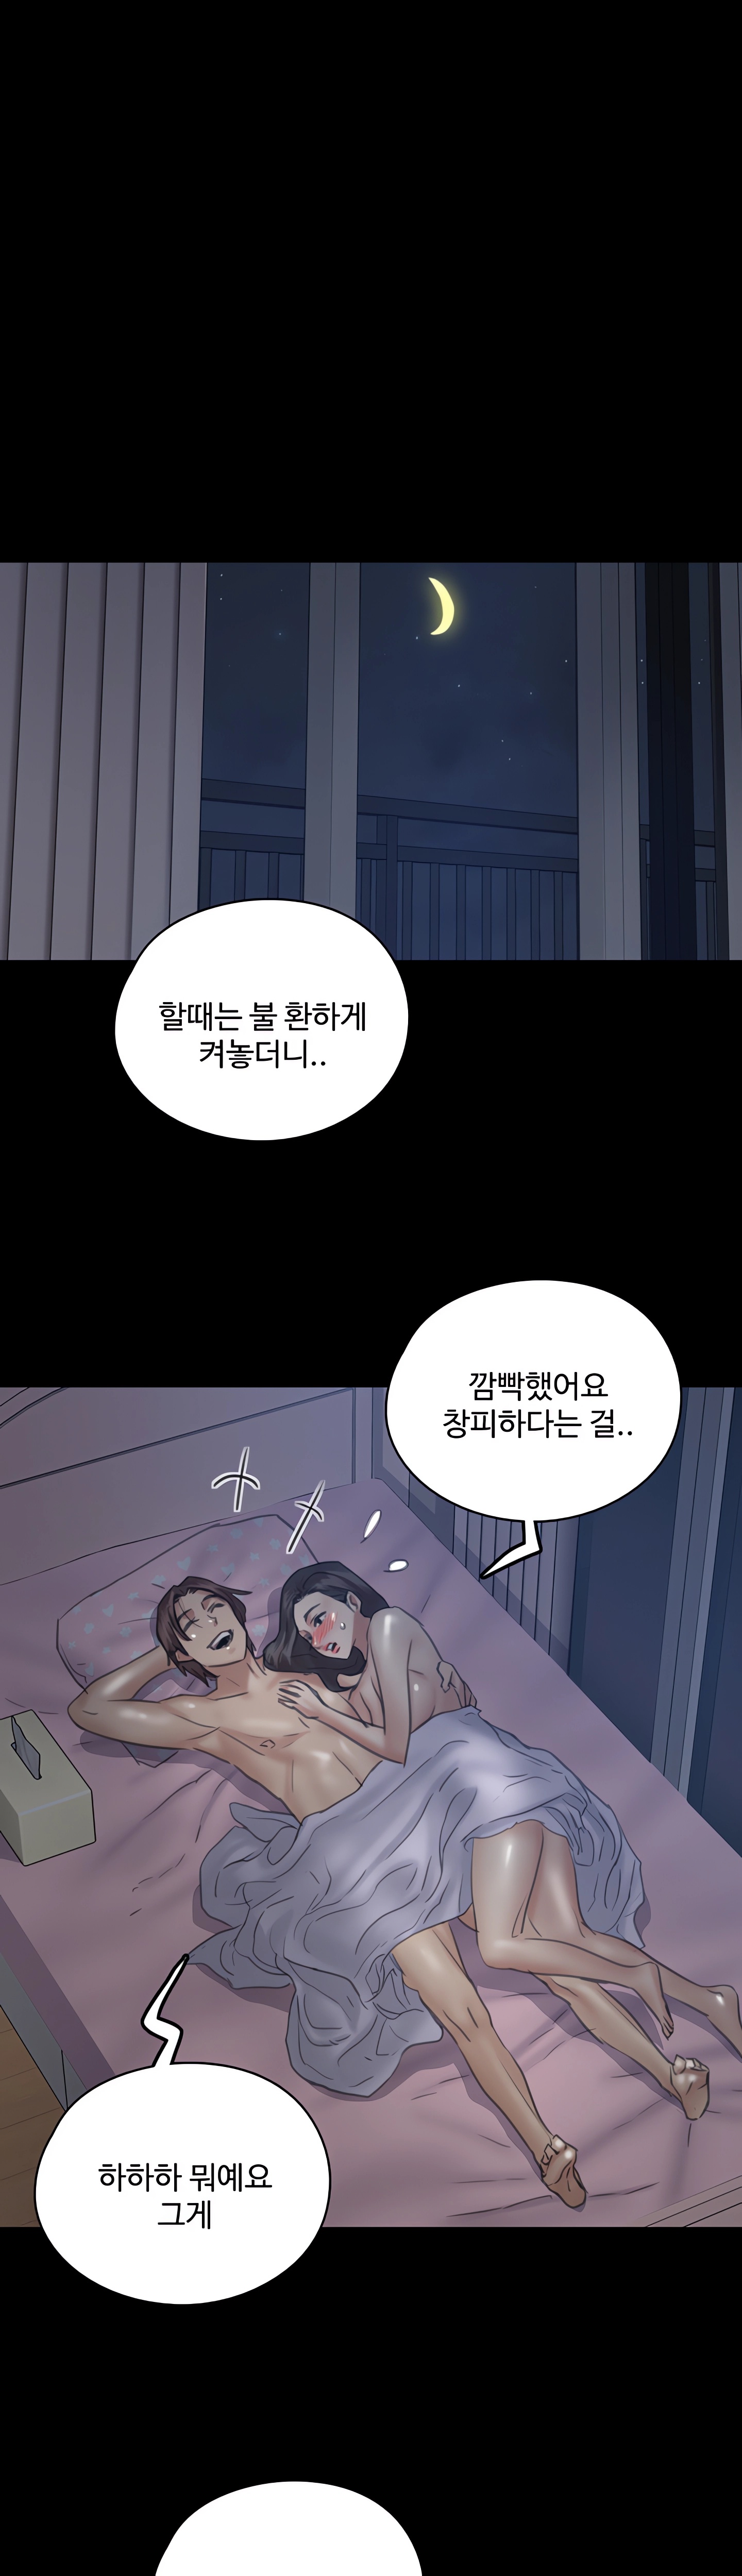 할때는 불 환하게
켜놓더니..
깜빡했어요
창피하다는 걸..
하하하 뭐예요
그게